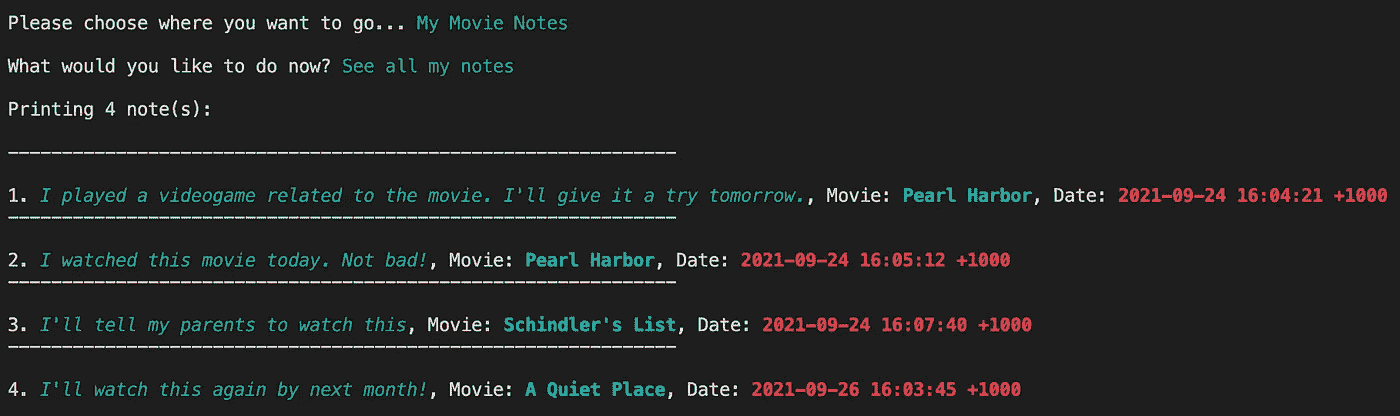 Please choose where you want to go... My Movie Notes
What would you like to do now? See all my notes
Printing 4 note(s):
--------------------------------------------------------------
1. I played a videogame related to the movie. I'll give it a try tomorrow., Movie: Pearl Harbor, Date: 2021-09-24 16:04:21 +1000
--------------------------------------------------------------
2. I watched this movie today. Not bad!, Movie: Pearl Harbor, Date: 2021-09-24 16:05:12 +1000
--------------------------------------------------------------
3. I'll tell my parents to watch this, Movie: Schindler's List, Date: 2021-09-24 16:07:40 +1000
--------------------------------------------------------------
4. I'll watch this again by next month!, Movie: A Quiet Place, Date: 2021-09-26 16:03:45 +1000